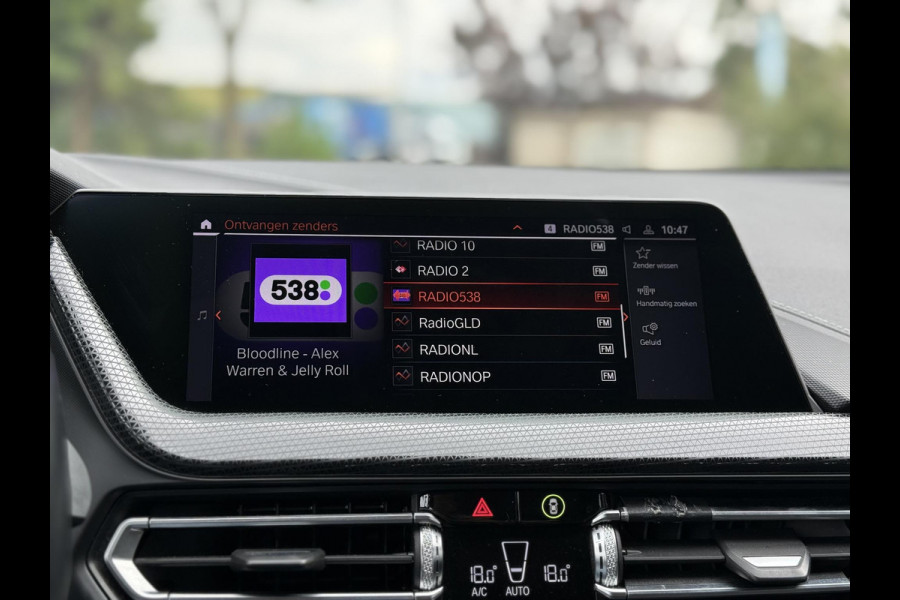 Ontvangen zenders
4 RADIO538 10:47
538
Bloodline - Alex
Warren & Jelly Roll
RADIO 10 FM
RADIO 2 FM
RADIO538 FM
RadioGLD FM
RADIONL FM
RADIONOP FM
Zender wissen
Handmatig zoeken
Geluid
18.0° 18.0°
A/C AUTO